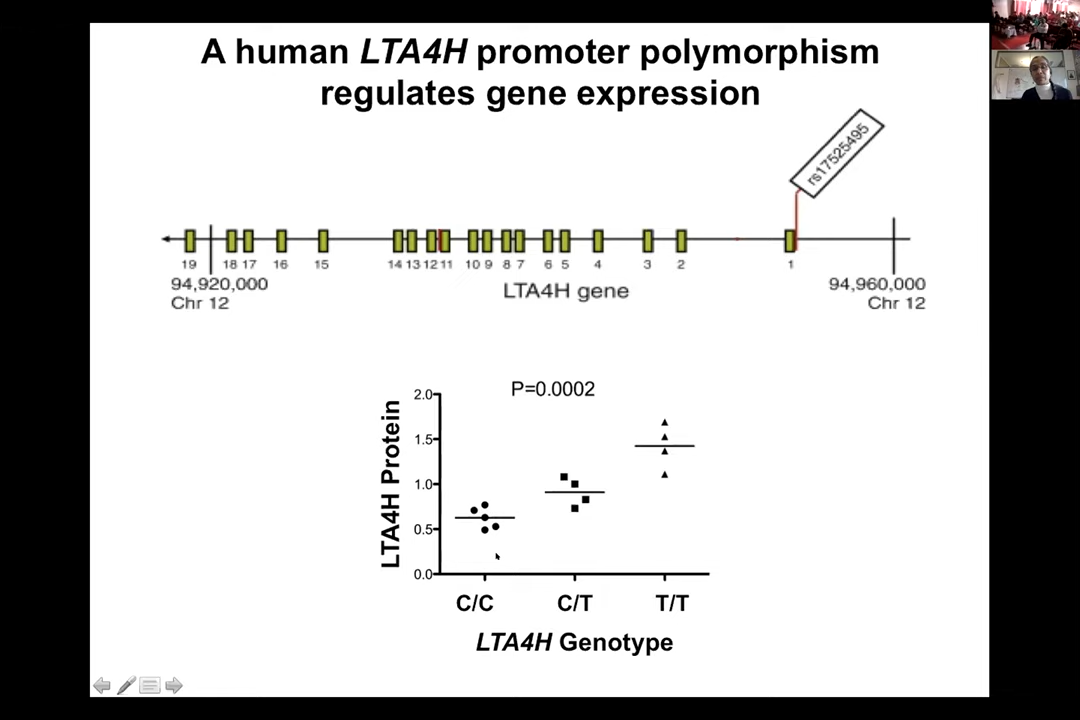 A human LTA4H promoter polymorphism
regulates gene expression
rs17525495
19 18 17 16 15 14 13 12 11 10 9 8 7 6 5 4 3 2 1
94,920,000
Chr 12
LTA4H gene
94,960,000
Chr 12
P=0.0002
LTA4H Protein
2.0
1.5
1.0
0.5
0.0
C/C C/T T/T
LTA4H Genotype